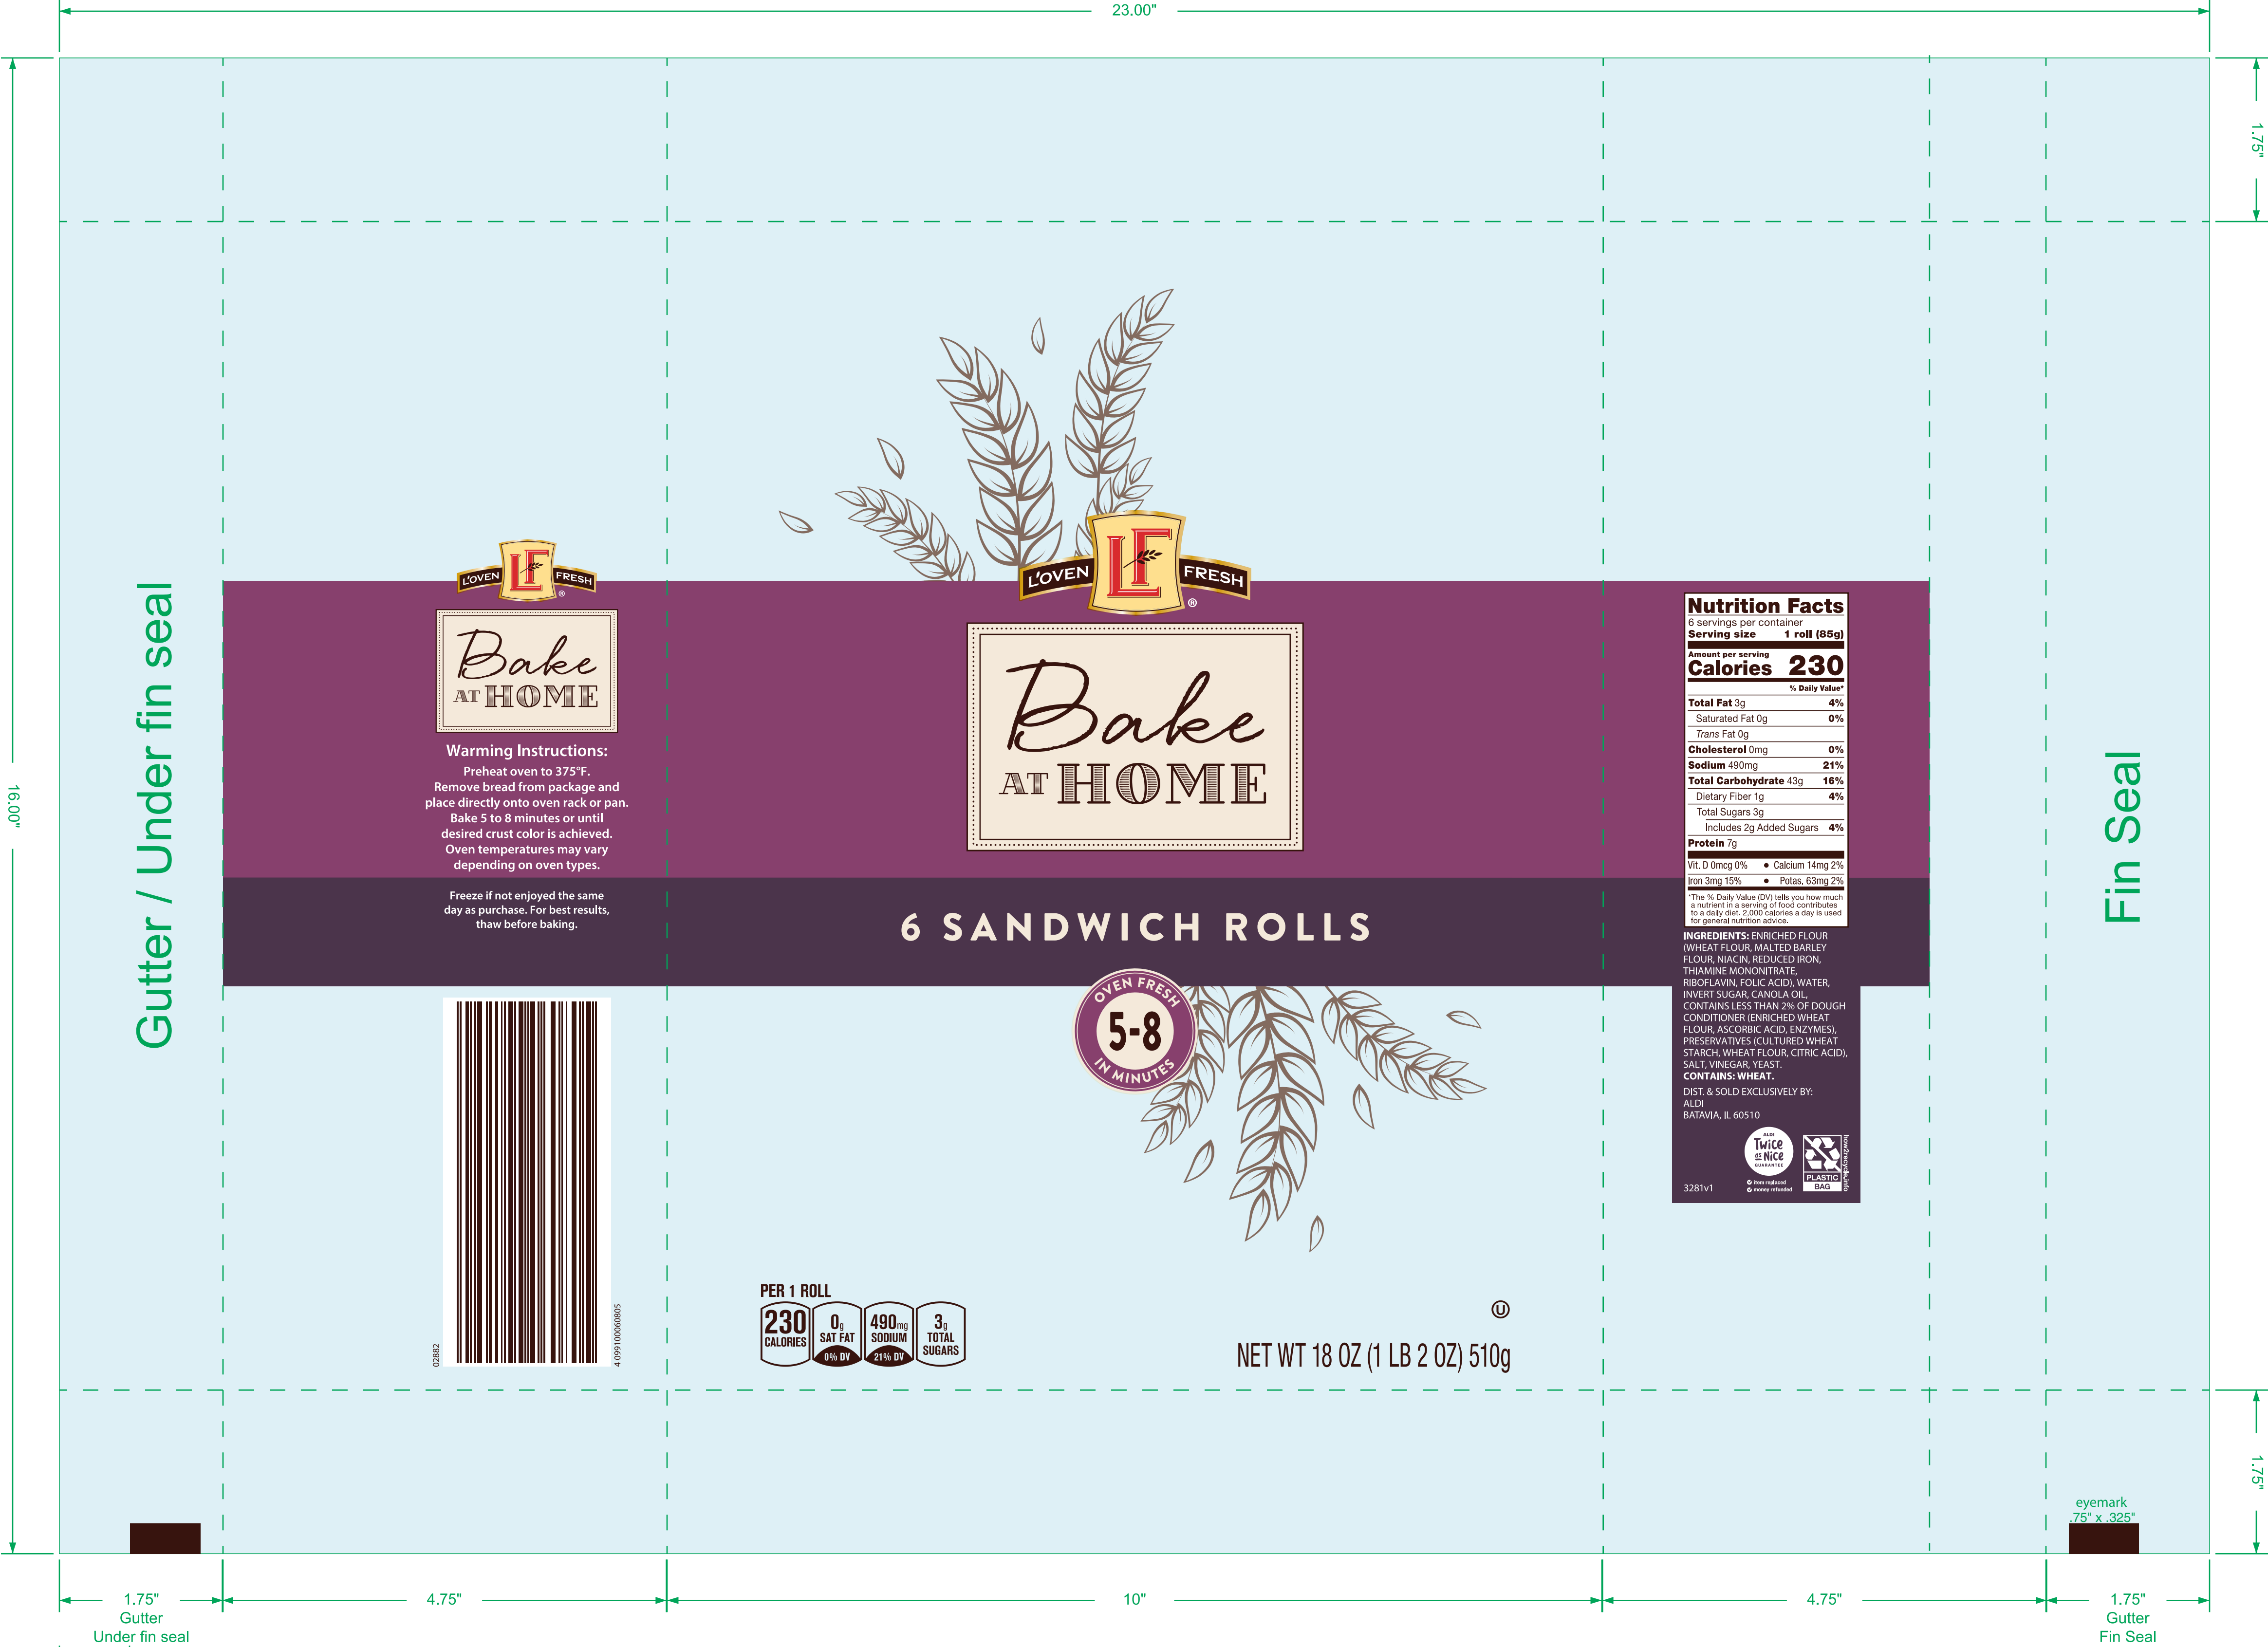 23.00"
16.00"
1.75"
Gutter / Under fin seal
L'OVEN LF FRESH ®
Bake
AT HOME
Warming Instructions:
Preheat oven to 375°F.
Remove bread from package and
place directly onto oven rack or pan.
Bake 5 to 8 minutes or until
desired crust color is achieved.
Oven temperatures may vary
depending on oven types.
Freeze if not enjoyed the same
day as purchase. For best results,
thaw before baking.
02882
4 099100060805
L'OVEN LF FRESH ®
Bake
AT HOME
6 SANDWICH ROLLS
OVEN FRESH
5-8
IN MINUTES
PER 1 ROLL
230 CALORIES
0g SAT FAT 0% DV
490mg SODIUM 21% DV
3g TOTAL SUGARS
U
NET WT 18 OZ (1 LB 2 OZ) 510g
Nutrition Facts
6 servings per container
Serving size 1 roll (85g)
Amount per serving
Calories 230
% Daily Value*
Total Fat 3g 4%
Saturated Fat 0g 0%
Trans Fat 0g
Cholesterol 0mg 0%
Sodium 490mg 21%
Total Carbohydrate 43g 16%
Dietary Fiber 1g 4%
Total Sugars 3g
Includes 2g Added Sugars 4%
Protein 7g
Vit. D 0mcg 0% • Calcium 14mg 2%
Iron 3mg 15% • Potas. 63mg 2%
*The % Daily Value (DV) tells you how much
a nutrient in a serving of food contributes
to a daily diet. 2,000 calories a day is used
for general nutrition advice.
INGREDIENTS: ENRICHED FLOUR
(WHEAT FLOUR, MALTED BARLEY
FLOUR, NIACIN, REDUCED IRON,
THIAMINE MONONITRATE,
RIBOFLAVIN, FOLIC ACID), WATER,
INVERT SUGAR, CANOLA OIL,
CONTAINS LESS THAN 2% OF DOUGH
CONDITIONER (ENRICHED WHEAT
FLOUR, ASCORBIC ACID, ENZYMES),
PRESERVATIVES (CULTURED WHEAT
STARCH, WHEAT FLOUR, CITRIC ACID),
SALT, VINEGAR, YEAST.
CONTAINS: WHEAT.
DIST. & SOLD EXCLUSIVELY BY:
ALDI
BATAVIA, IL 60510
ALDI
Twice
as Nice
GUARANTEE
item replaced
money refunded
PLASTIC
BAG
how2recycle.info
3281v1
Fin Seal
eyemark
.75" x .325"
1.75"
1.75"
Gutter
Under fin seal
4.75"
10"
4.75"
1.75"
Gutter
Fin Seal